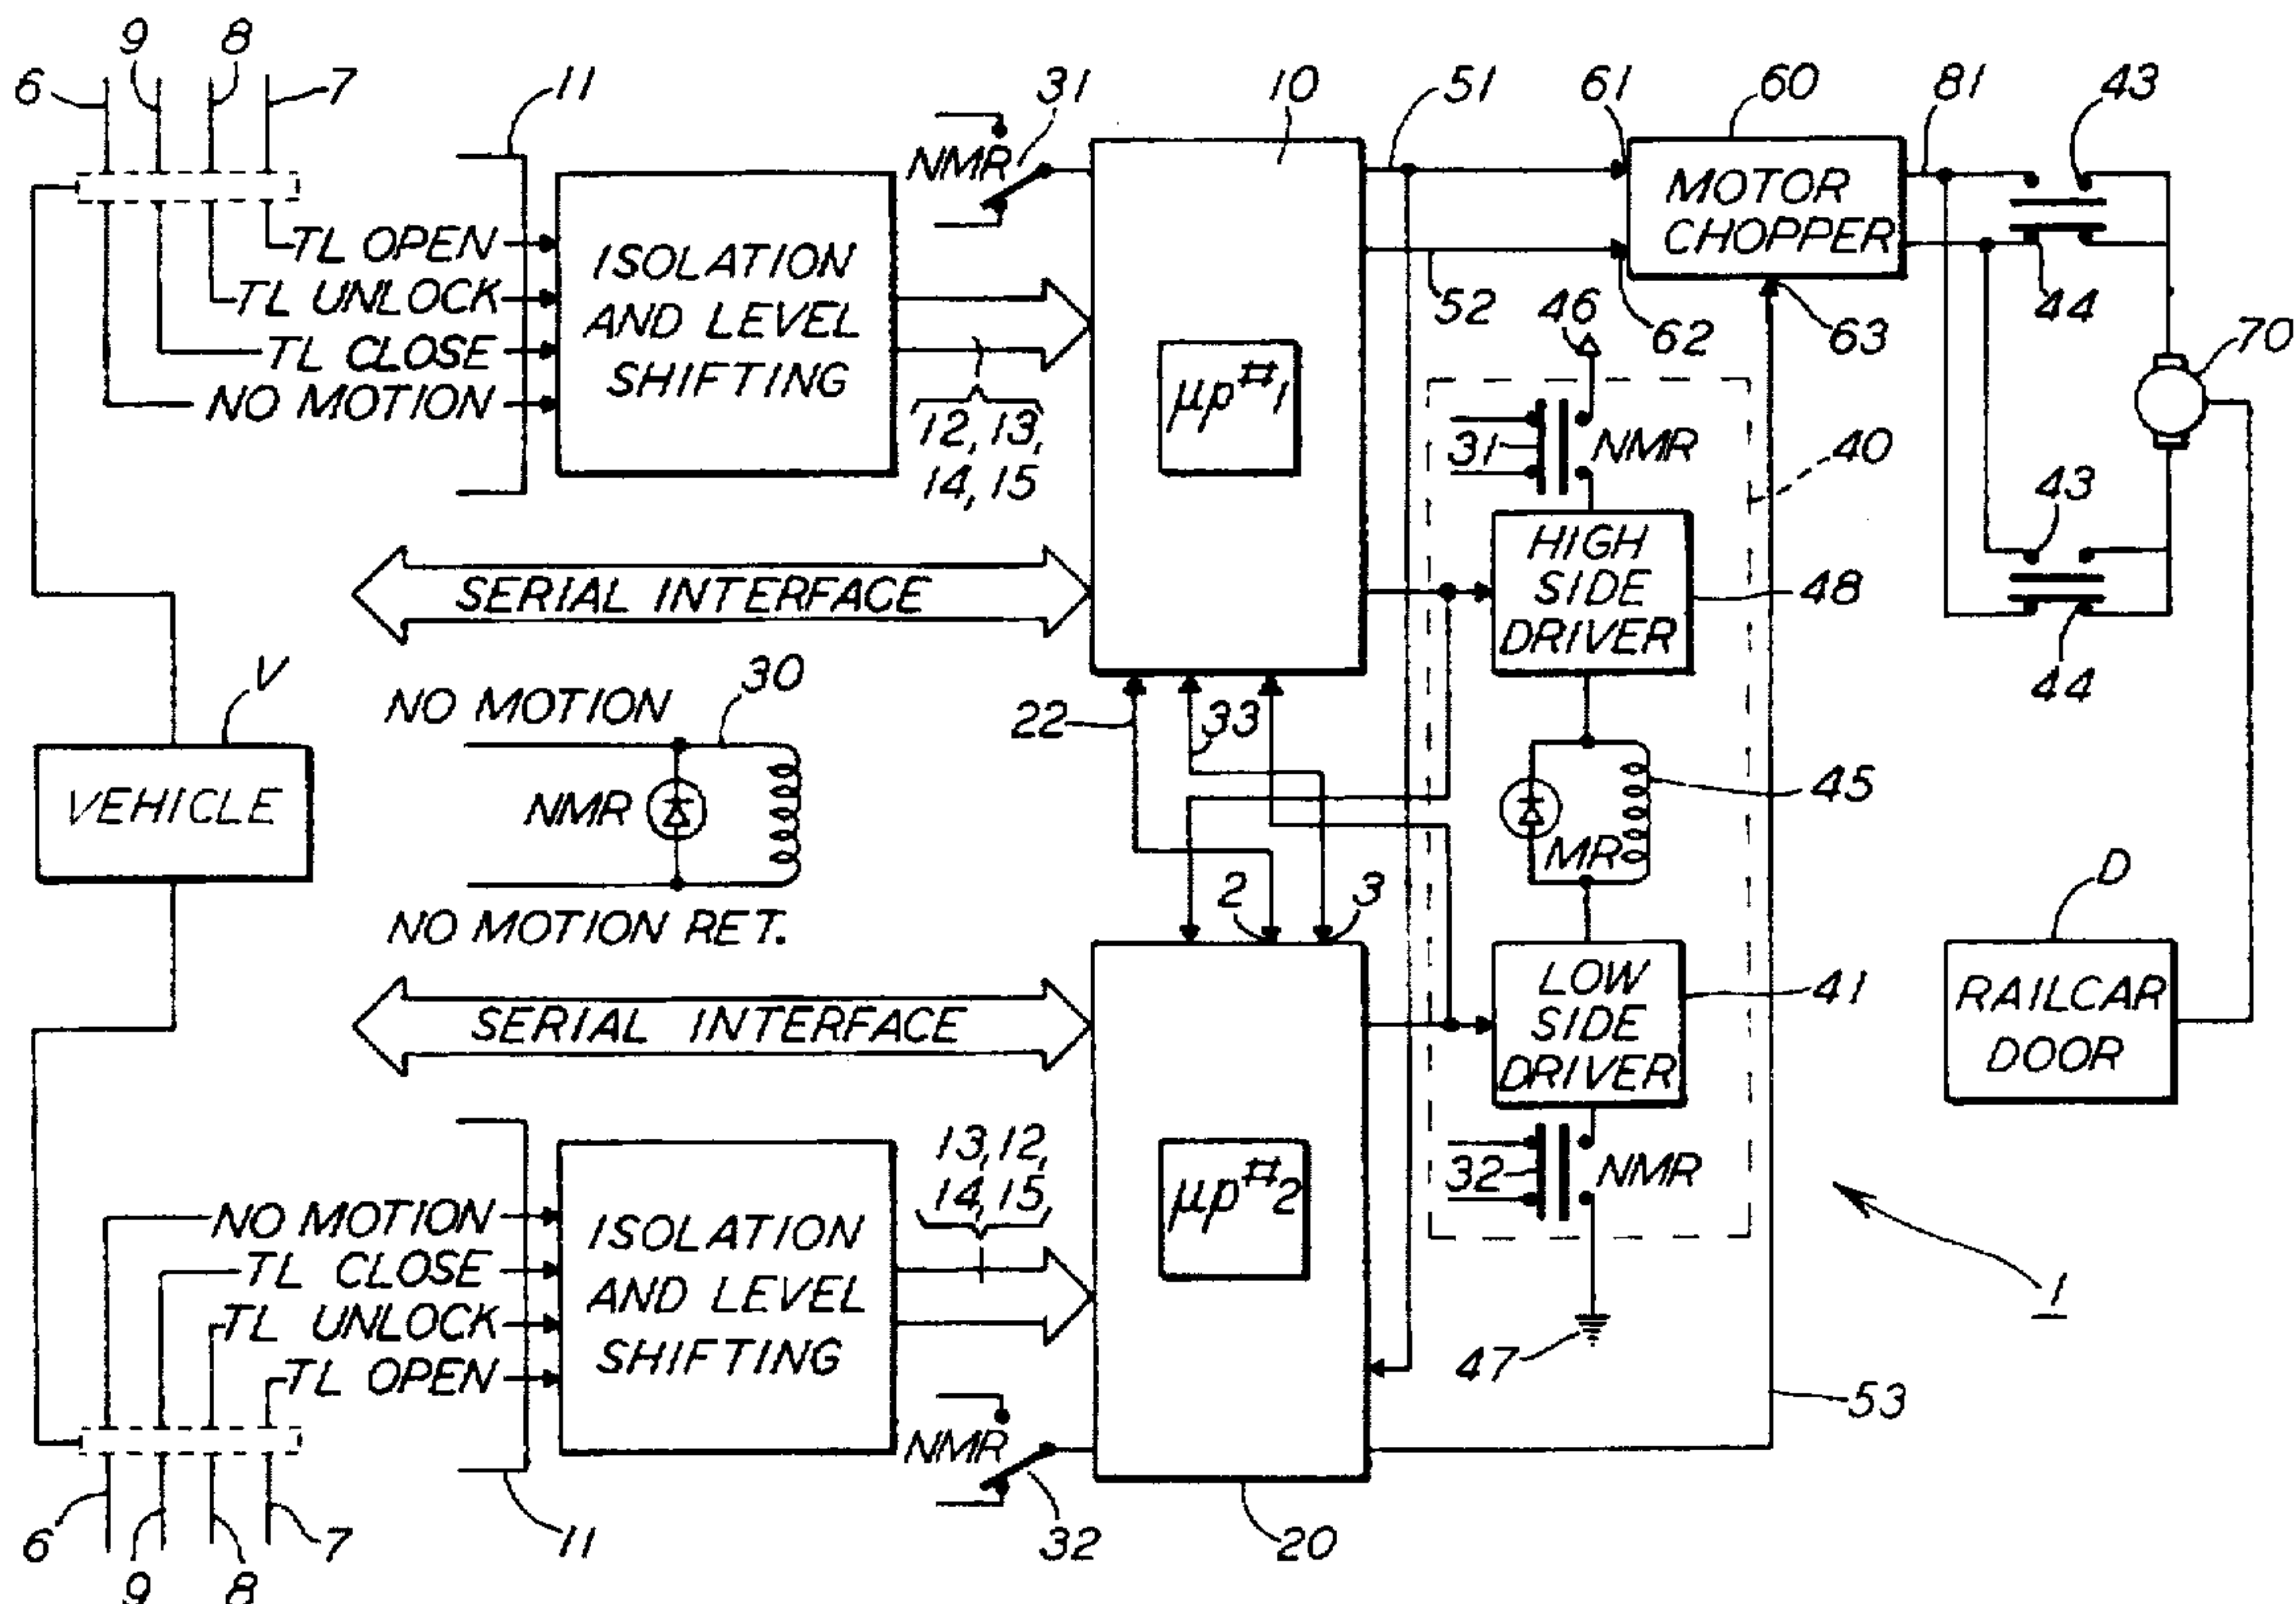 9 8
6 7 11 31 10 51 61 60 81 43
NMR
MOTOR
CHOPPER
TL OPEN
TL UNLOCK
TL CLOSE
NO MOTION
ISOLATION
AND LEVEL
SHIFTING
12, 13,
14, 15
µp#1
52 46 62 63 44
70
31 NMR 40
43
SERIAL INTERFACE
HIGH
SIDE
DRIVER
48
44
V
VEHICLE
NO MOTION 30
NMR
NO MOTION RET.
22 33
2 3
MR 45
D
RAILCAR
DOOR
SERIAL INTERFACE
LOW
SIDE
DRIVER
41
13, 12,
14, 15
µp#2
32 NMR
NO MOTION
TL CLOSE
TL UNLOCK
TL OPEN
ISOLATION
AND LEVEL
SHIFTING
1
47
53
NMR
6 7 11 32 20
9 8